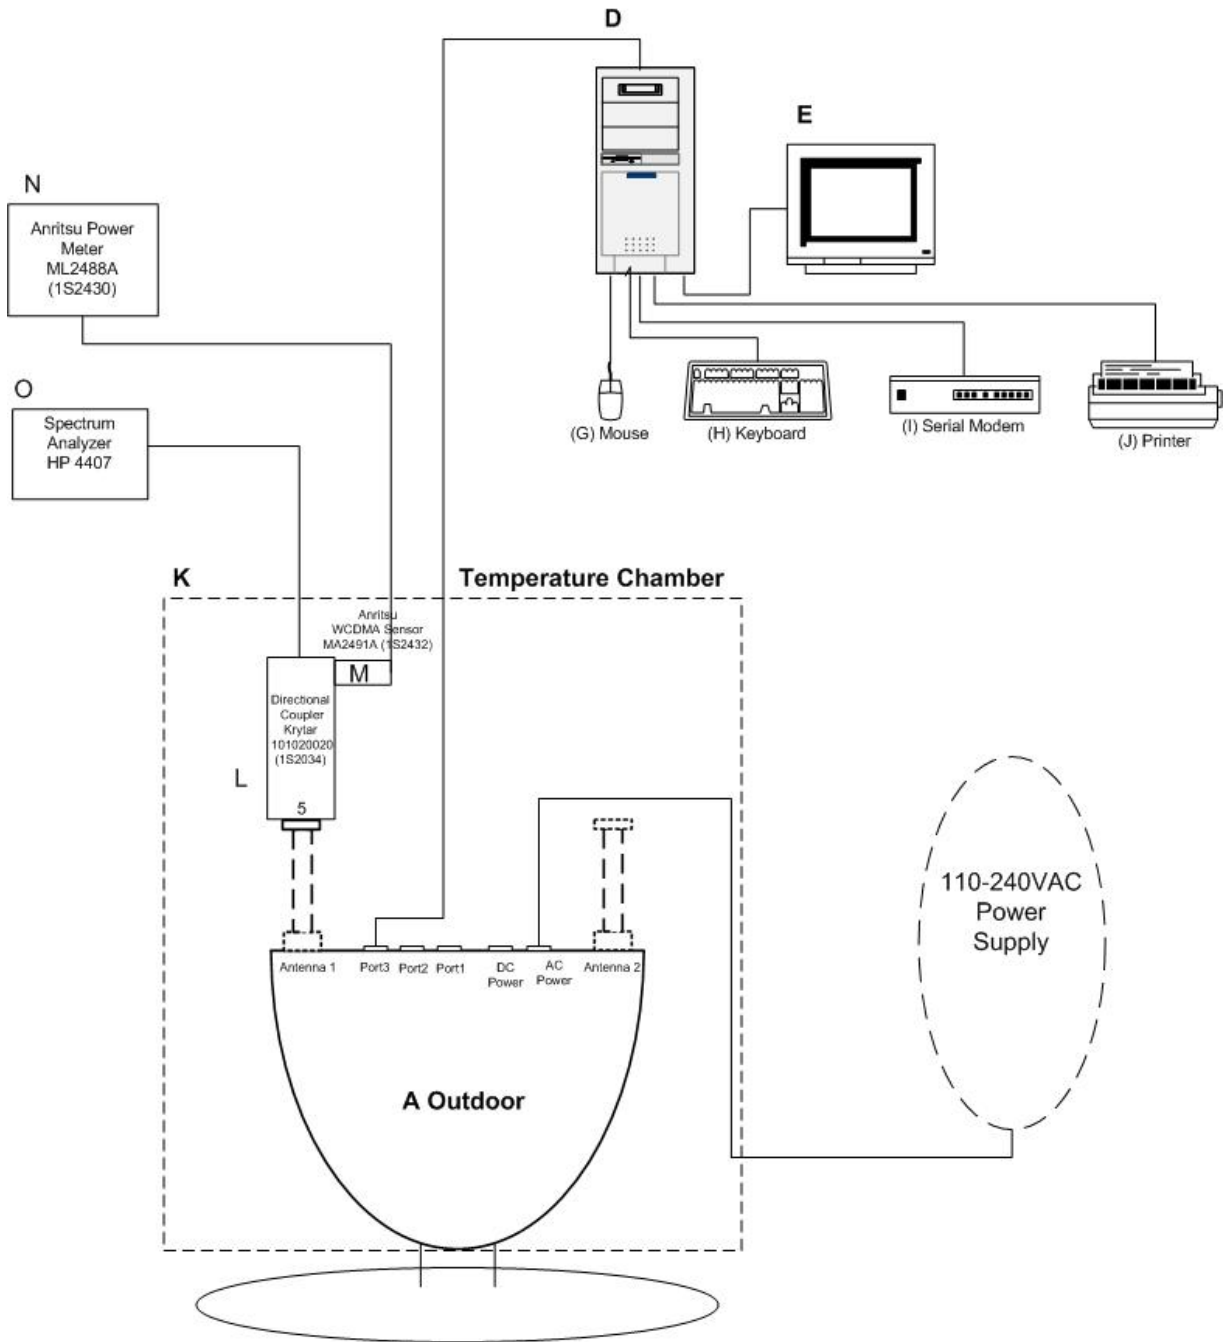 D
E
N
Anritsu Power
Meter
ML2488A
(1S2430)
O
Spectrum
Analyzer
HP 4407
(G) Mouse
(H) Keyboard
(I) Serial Modem
(J) Printer
K
Temperature Chamber
Anritsu
WCDMA Sensor
MA2491A (1S2432)
M
Directional
Coupler
Krytar
101020020
(1S2034)
L
5
110-240VAC
Power
Supply
Antenna 1
Port3
Port2
Port1
DC
Power
AC
Power
Antenna 2
A Outdoor